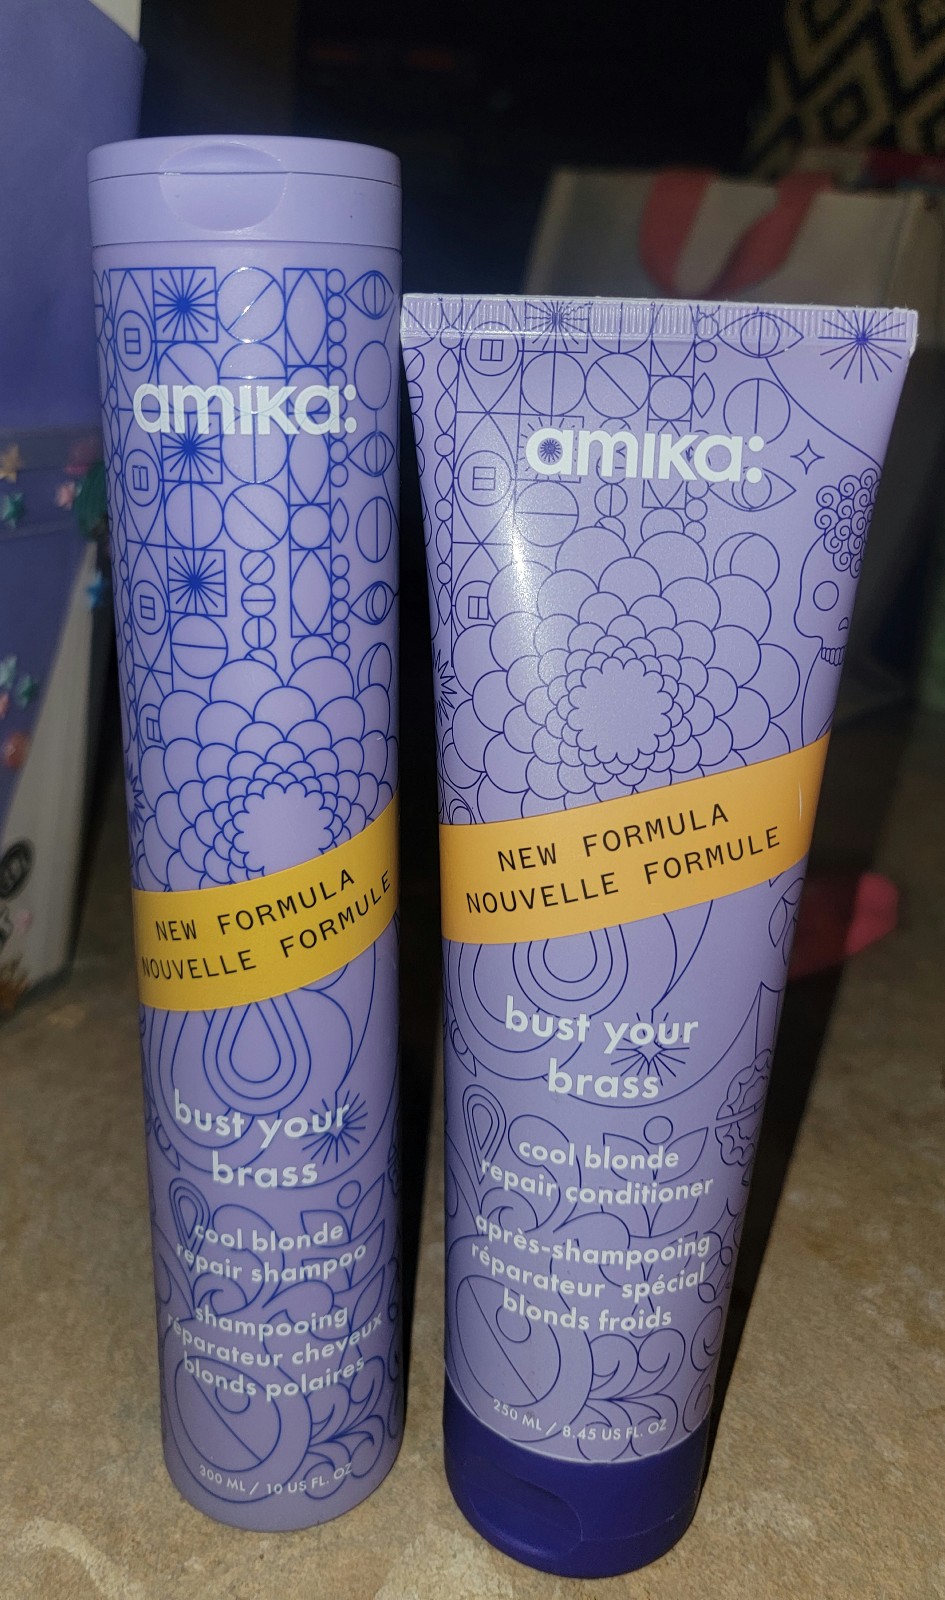 amika:
NEW FORMULA
NOUVELLE FORMULE
bust your
brass
cool blonde
repair shampoo
shampooing
réparateur cheveux
blonds polaires
300 ML / 10 US FL. OZ
amika:
NEW FORMULA
NOUVELLE FORMULE
bust your
brass
cool blonde
repair conditioner
après-shampooing
réparateur spécial
blonds froids
250 ML / 8.45 US FL. OZ